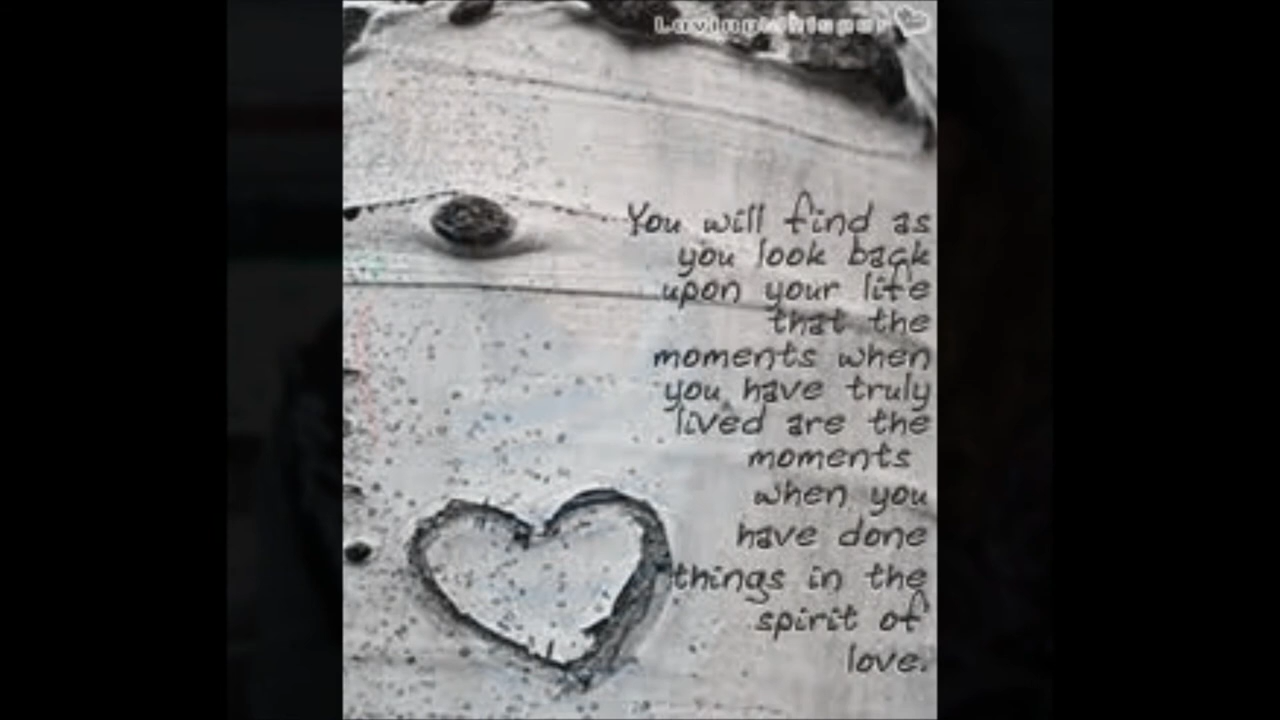 You will find as
you look back
upon your life
that the
moments when
you have truly
lived are the
moments
when you
have done
things in the
spirit of
love.